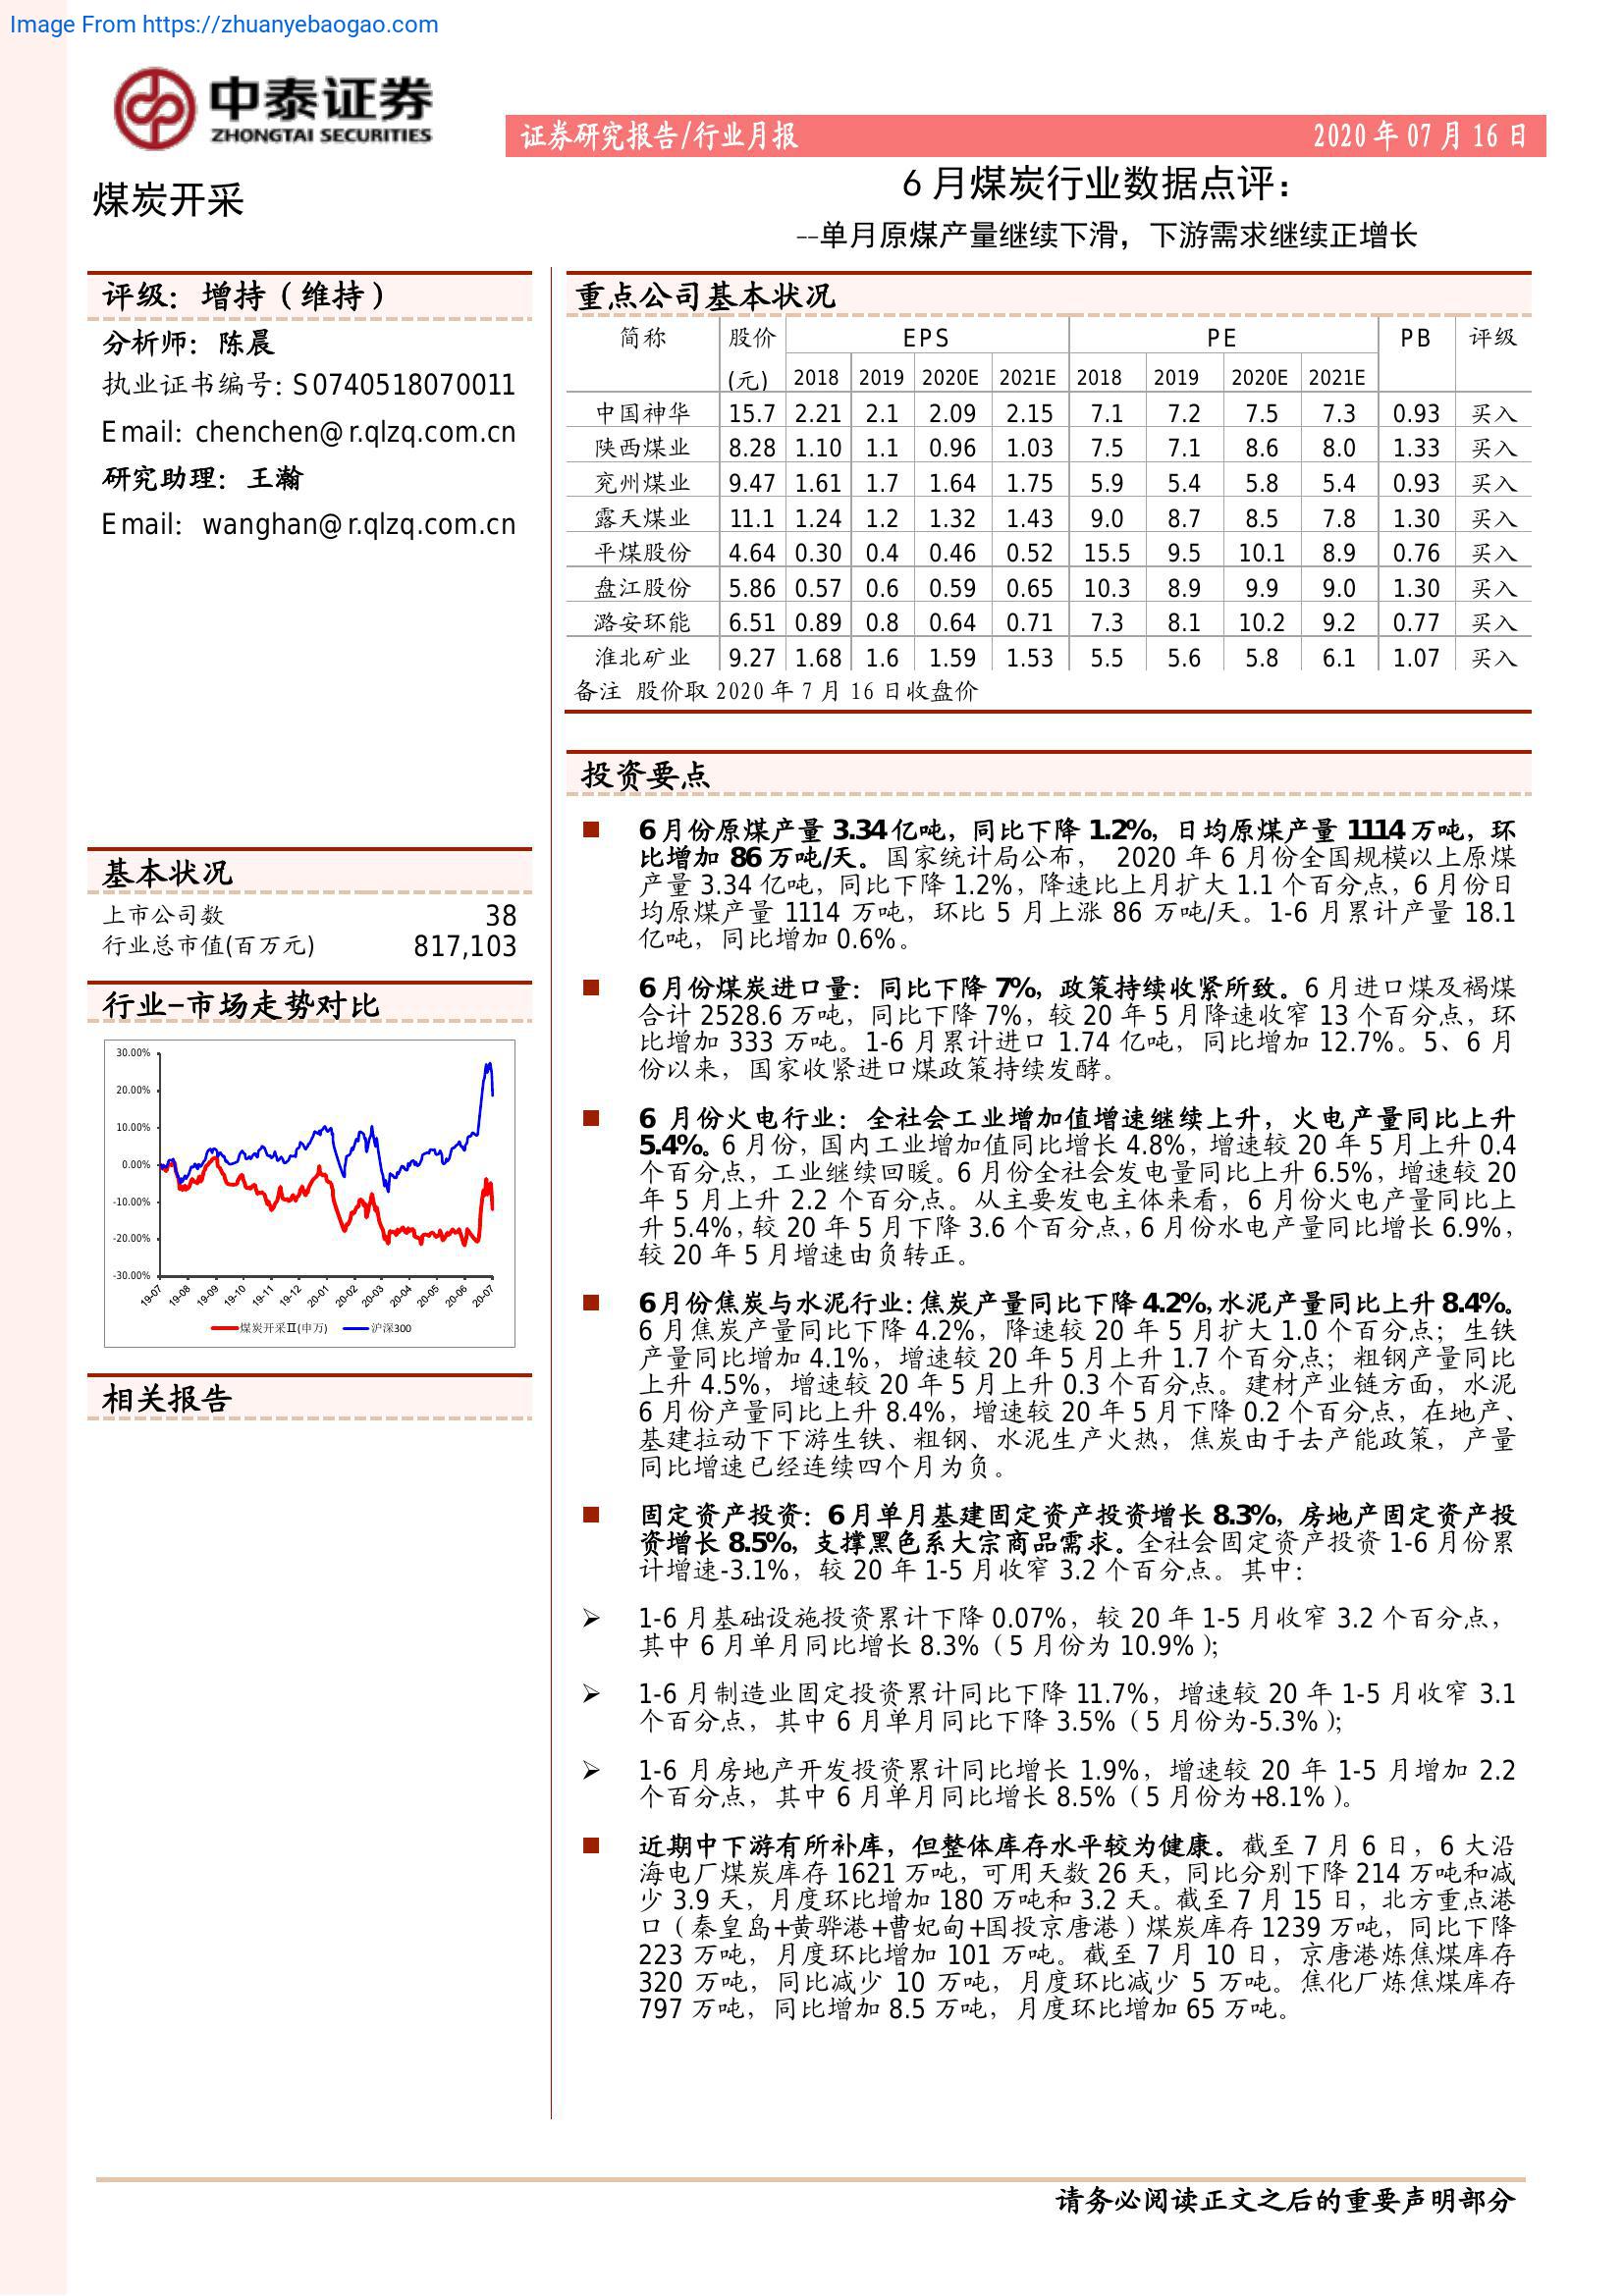 Image From https://zhuanyebaogao.com
中泰证券
ZHONGTAI SECURITIES
证券研究报告/行业月报 2020 年 07 月 16 日
煤炭开采
6 月煤炭行业数据点评：
--单月原煤产量继续下滑，下游需求继续正增长
评级：增持（维持）
分析师：陈晨
执业证书编号：S0740518070011
Email：chenchen@r.qlzq.com.cn
研究助理：王瀚
Email：wanghan@r.qlzq.com.cn
基本状况
上市公司数 38
行业总市值(百万元) 817,103
行业-市场走势对比
30.00%
20.00%
10.00%
0.00%
-10.00%
-20.00%
-30.00%
19-07 19-08 19-09 19-10 19-11 19-12 20-01 20-02 20-03 20-04 20-05 20-06 20-07
煤炭开采Ⅱ(申万) 沪深300
相关报告
重点公司基本状况
简称 股价 EPS PE PB 评级
(元) 2018 2019 2020E 2021E 2018 2019 2020E 2021E
中国神华 15.7 2.21 2.1 2.09 2.15 7.1 7.2 7.5 7.3 0.93 买入
陕西煤业 8.28 1.10 1.1 0.96 1.03 7.5 7.1 8.6 8.0 1.33 买入
兖州煤业 9.47 1.61 1.7 1.64 1.75 5.9 5.4 5.8 5.4 0.93 买入
露天煤业 11.1 1.24 1.2 1.32 1.43 9.0 8.7 8.5 7.8 1.30 买入
平煤股份 4.64 0.30 0.4 0.46 0.52 15.5 9.5 10.1 8.9 0.76 买入
盘江股份 5.86 0.57 0.6 0.59 0.65 10.3 8.9 9.9 9.0 1.30 买入
潞安环能 6.51 0.89 0.8 0.64 0.71 7.3 8.1 10.2 9.2 0.77 买入
淮北矿业 9.27 1.68 1.6 1.59 1.53 5.5 5.6 5.8 6.1 1.07 买入
备注 股价取 2020 年 7 月 16 日收盘价
投资要点
■ 6 月份原煤产量 3.34 亿吨，同比下降 1.2%，日均原煤产量 1114 万吨，环
比增加 86 万吨/天。国家统计局公布， 2020 年 6 月份全国规模以上原煤
产量 3.34 亿吨，同比下降 1.2%，降速比上月扩大 1.1 个百分点，6 月份日
均原煤产量 1114 万吨，环比 5 月上涨 86 万吨/天。1-6 月累计产量 18.1
亿吨，同比增加 0.6%。
■ 6 月份煤炭进口量：同比下降 7%，政策持续收紧所致。6 月进口煤及褐煤
合计 2528.6 万吨，同比下降 7%，较 20 年 5 月降速收窄 13 个百分点，环
比增加 333 万吨。1-6 月累计进口 1.74 亿吨，同比增加 12.7%。5、6 月
份以来，国家收紧进口煤政策持续发酵。
■ 6 月份火电行业：全社会工业增加值增速继续上升，火电产量同比上升
5.4%。6 月份，国内工业增加值同比增长 4.8%，增速较 20 年 5 月上升 0.4
个百分点，工业继续回暖。6 月份全社会发电量同比上升 6.5%，增速较 20
年 5 月上升 2.2 个百分点。从主要发电主体来看，6 月份火电产量同比上
升 5.4%，较 20 年 5 月下降 3.6 个百分点，6 月份水电产量同比增长 6.9%，
较 20 年 5 月增速由负转正。
■ 6 月份焦炭与水泥行业：焦炭产量同比下降 4.2%，水泥产量同比上升 8.4%。
6 月焦炭产量同比下降 4.2%，降速较 20 年 5 月扩大 1.0 个百分点；生铁
产量同比增加 4.1%，增速较 20 年 5 月上升 1.7 个百分点；粗钢产量同比
上升 4.5%，增速较 20 年 5 月上升 0.3 个百分点。建材产业链方面，水泥
6 月份产量同比上升 8.4%，增速较 20 年 5 月下降 0.2 个百分点，在地产、
基建拉动下下游生铁、粗钢、水泥生产火热，焦炭由于去产能政策，产量
同比增速已经连续四个月为负。
■ 固定资产投资：6 月单月基建固定资产投资增长 8.3%，房地产固定资产投
资增长 8.5%，支撑黑色系大宗商品需求。全社会固定资产投资 1-6 月份累
计增速-3.1%，较 20 年 1-5 月收窄 3.2 个百分点。其中：
➢ 1-6 月基础设施投资累计下降 0.07%，较 20 年 1-5 月收窄 3.2 个百分点，
其中 6 月单月同比增长 8.3%（5 月份为 10.9%）；
➢ 1-6 月制造业固定投资累计同比下降 11.7%，增速较 20 年 1-5 月收窄 3.1
个百分点，其中 6 月单月同比下降 3.5%（5 月份为-5.3%）；
➢ 1-6 月房地产开发投资累计同比增长 1.9%，增速较 20 年 1-5 月增加 2.2
个百分点，其中 6 月单月同比增长 8.5%（5 月份为+8.1%）。
■ 近期中下游有所补库，但整体库存水平较为健康。截至 7 月 6 日，6 大沿
海电厂煤炭库存 1621 万吨，可用天数 26 天，同比分别下降 214 万吨和减
少 3.9 天，月度环比增加 180 万吨和 3.2 天。截至 7 月 15 日，北方重点港
口（秦皇岛+黄骅港+曹妃甸+国投京唐港）煤炭库存 1239 万吨，同比下降
223 万吨，月度环比增加 101 万吨。截至 7 月 10 日，京唐港炼焦煤库存
320 万吨，同比减少 10 万吨，月度环比减少 5 万吨。焦化厂炼焦煤库存
797 万吨，同比增加 8.5 万吨，月度环比增加 65 万吨。
请务必阅读正文之后的重要声明部分